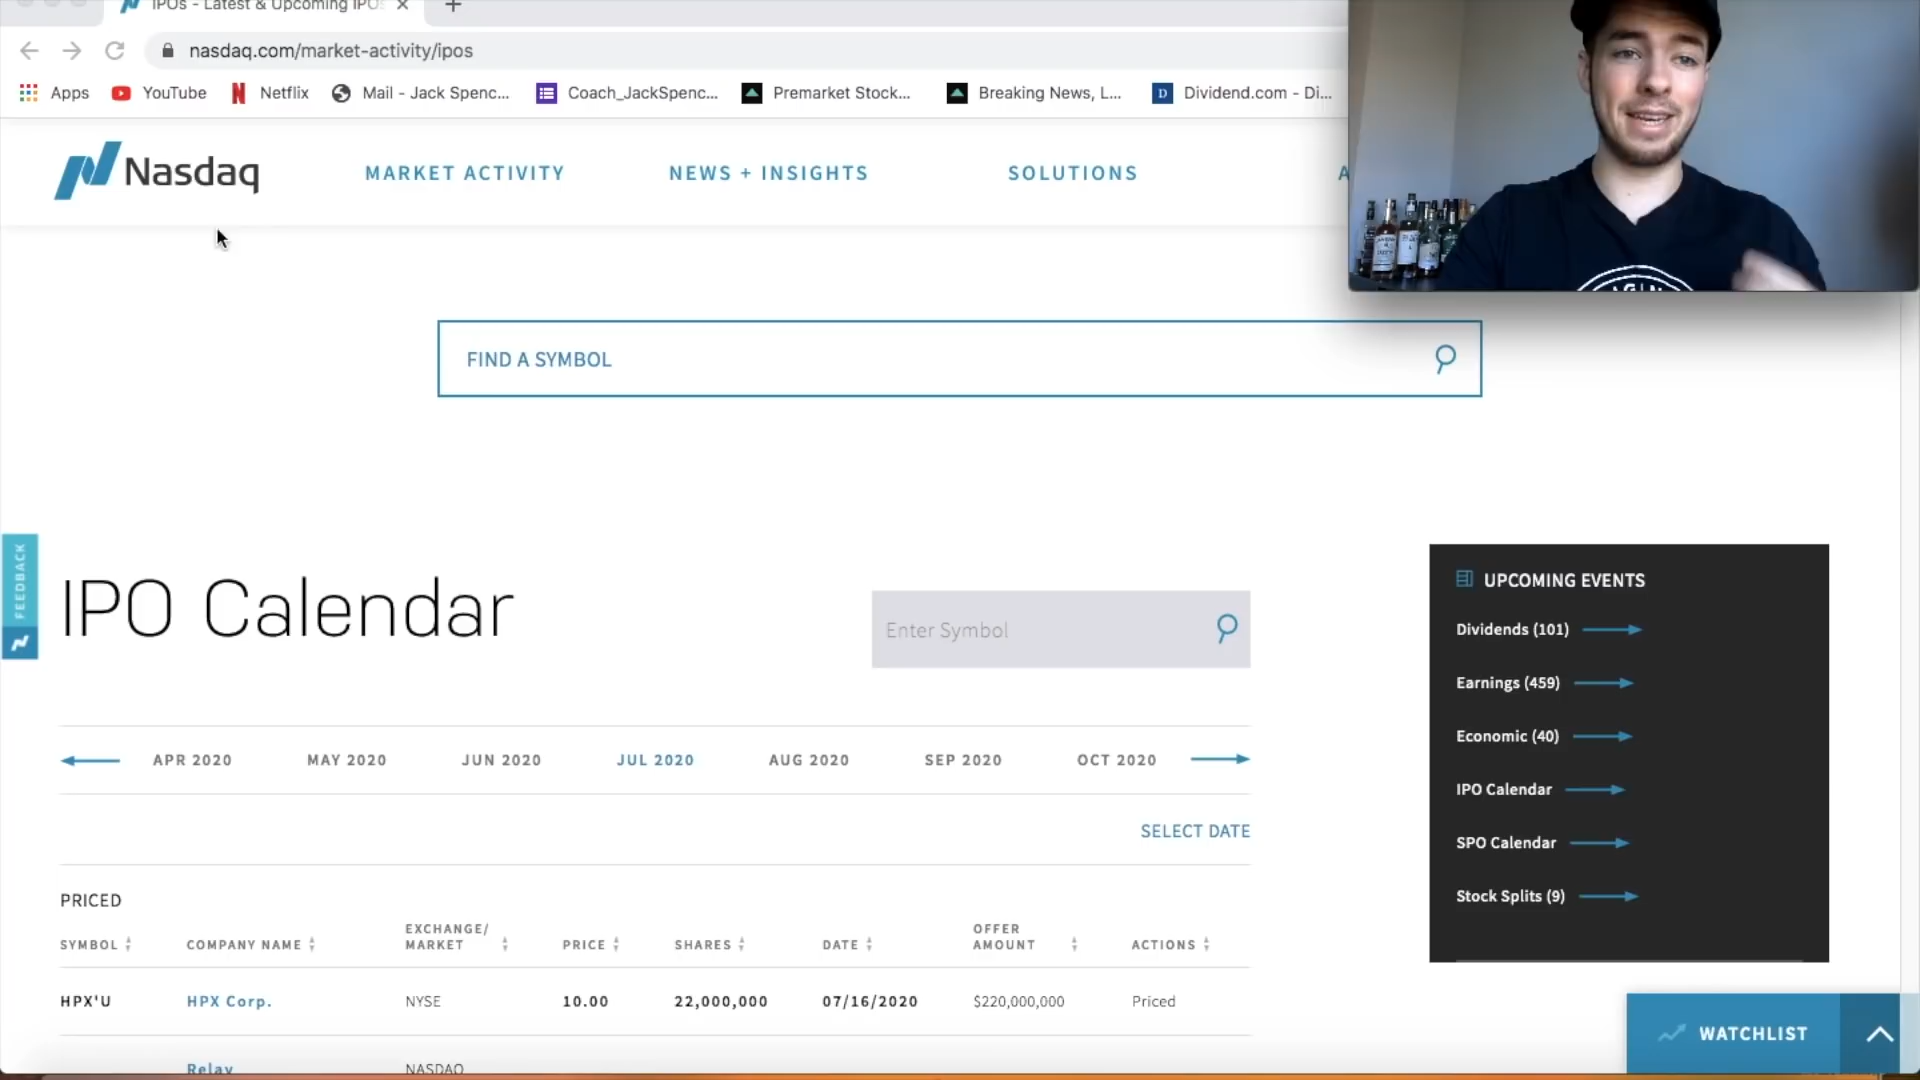 IPOs - Latest & Upcoming IPOs
nasdaq.com/market-activity/ipos
Apps YouTube Netflix Mail - Jack Spenc... Coach_JackSpenc... Premarket Stock... Breaking News, L... Dividend.com - Di...
Nasdaq MARKET ACTIVITY NEWS + INSIGHTS SOLUTIONS A
FIND A SYMBOL
FEEDBACK
IPO Calendar
Enter Symbol
APR 2020 MAY 2020 JUN 2020 JUL 2020 AUG 2020 SEP 2020 OCT 2020
SELECT DATE
PRICED
SYMBOL COMPANY NAME EXCHANGE/
MARKET PRICE SHARES DATE OFFER
AMOUNT ACTIONS
HPX'U HPX Corp. NYSE 10.00 22,000,000 07/16/2020 $220,000,000 Priced
Relay NASDAQ
UPCOMING EVENTS
Dividends (101)
Earnings (459)
Economic (40)
IPO Calendar
SPO Calendar
Stock Splits (9)
WATCHLIST